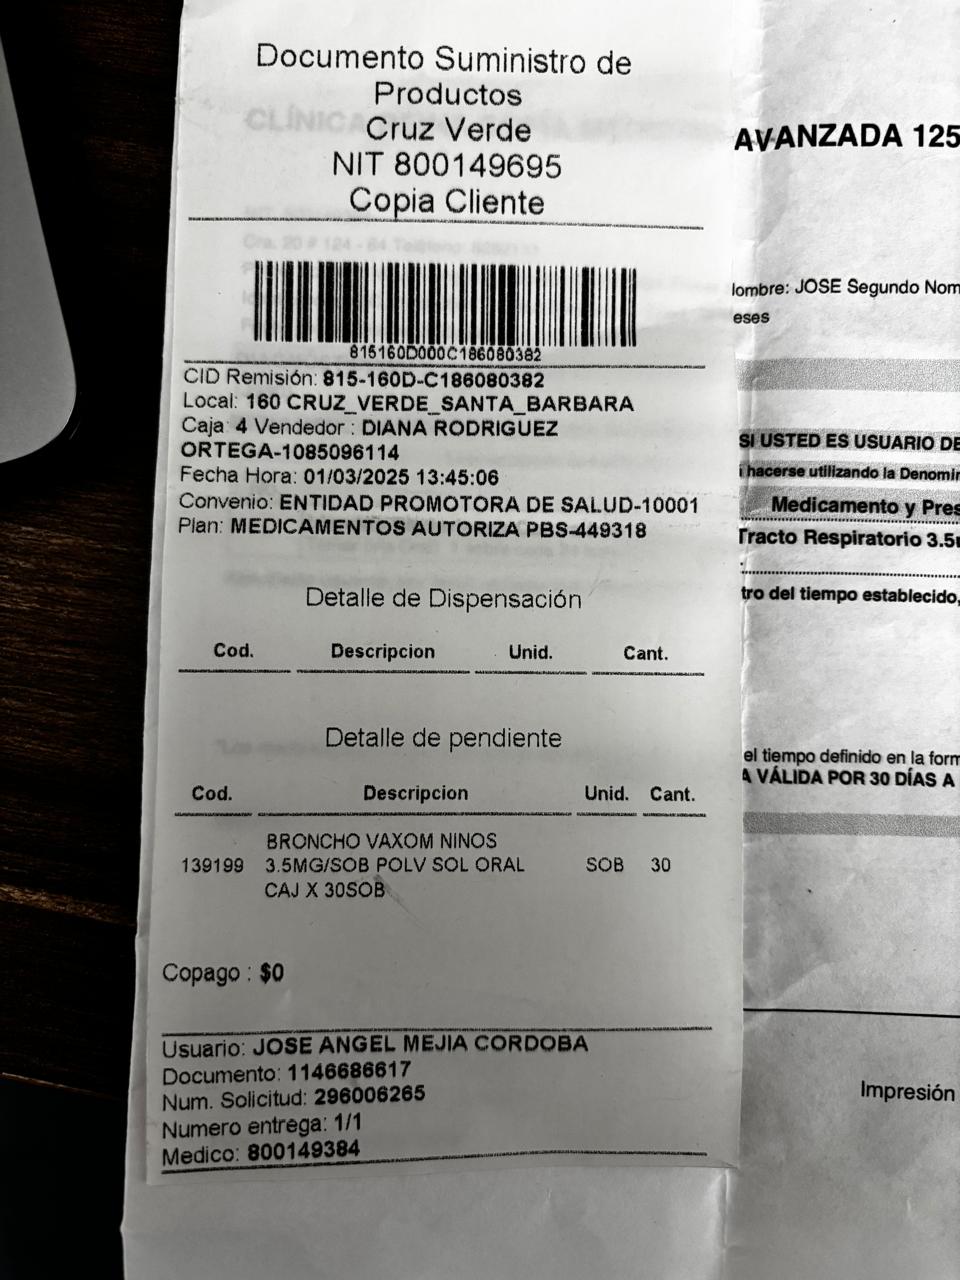 Documento Suministro de
Productos
Cruz Verde
NIT 800149695
Copia Cliente
815160D000C186080382
CID Remisión: 815-160D-C186080382
Local: 160 CRUZ_VERDE_SANTA_BARBARA
Caja: 4 Vendedor : DIANA RODRIGUEZ
ORTEGA-1085096114
Fecha Hora: 01/03/2025 13:45:06
Convenio: ENTIDAD PROMOTORA DE SALUD-10001
Plan: MEDICAMENTOS AUTORIZA PBS-449318
Detalle de Dispensación
Cod. Descripcion Unid. Cant.
Detalle de pendiente
Cod. Descripcion Unid. Cant.
BRONCHO VAXOM NINOS
139199 3.5MG/SOB POLV SOL ORAL SOB 30
CAJ X 30SOB
Copago : $0
Usuario: JOSE ANGEL MEJIA CORDOBA
Documento: 1146686617
Num. Solicitud: 296006265
Numero entrega: 1/1
Medico: 800149384
AVANZADA 125
lombre: JOSE Segundo Nom
eses
SI USTED ES USUARIO DE
hacerse utilizando la Denomin
Medicamento y Pres
Tracto Respiratorio 3.5
tro del tiempo establecido,
el tiempo definido en la form
A VÁLIDA POR 30 DÍAS A
Impresión